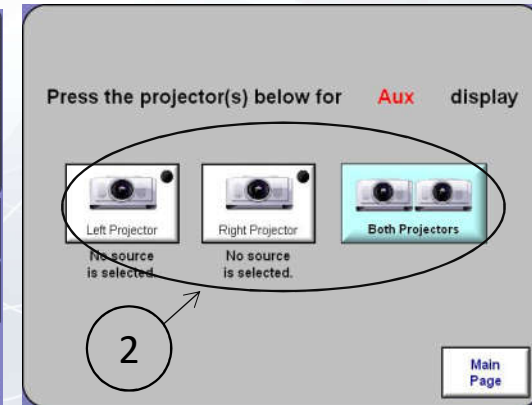 Press the projector(s) below for Aux display
Left Projector
Right Projector
Both Projectors
No source
is selected.
No source
is selected.
2
Main
Page